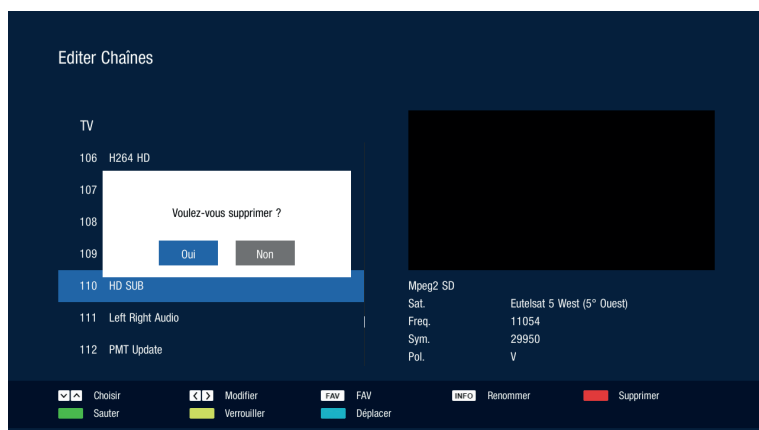 Editer Chaînes
TV
106 H264 HD
107
Voulez-vous supprimer ?
108
109
Oui Non
110 HD SUB
111 Left Right Audio
112 PMT Update
Mpeg2 SD
Sat. Eutelsat 5 West (5° Ouest)
Freq. 11054
Sym. 29950
Pol. V
Choisir Modifier FAV FAV INFO Renommer Supprimer
Sauter Verrouiller Déplacer